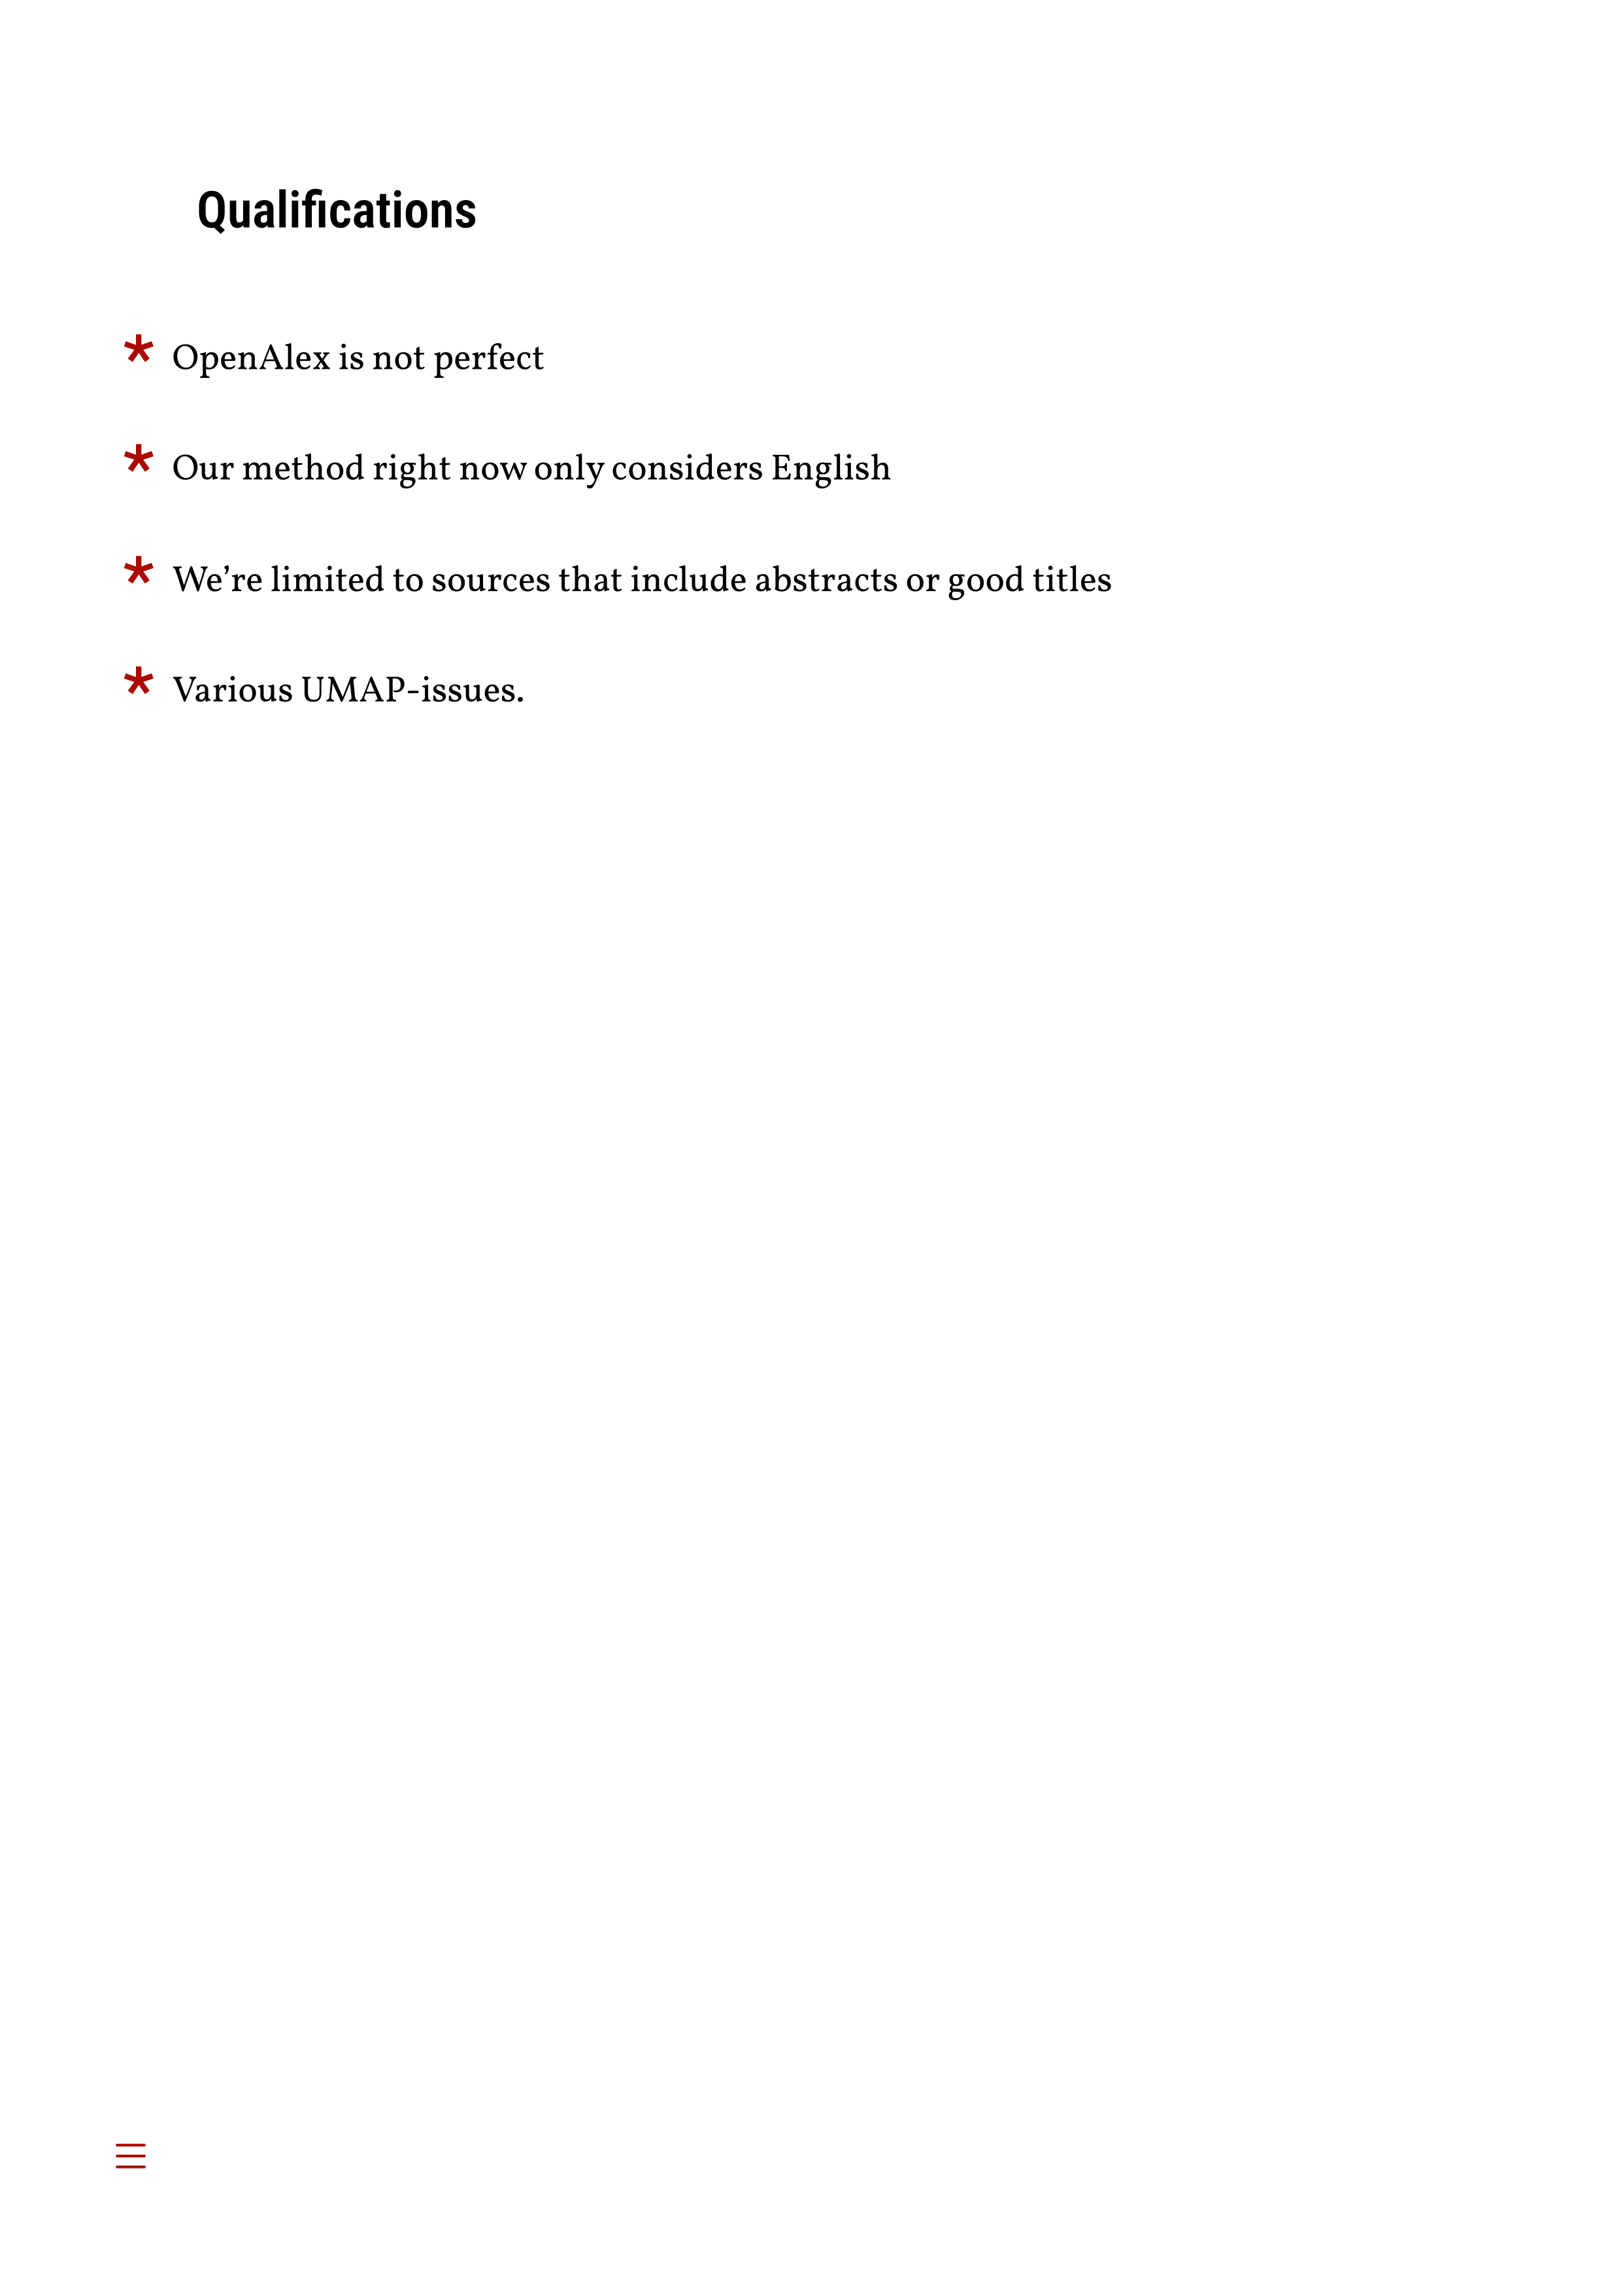 Qualifications
* OpenAlex is not perfect
* Our method right now only considers English
* We’re limited to sources that include abstracts or good titles
* Various UMAP-issues.